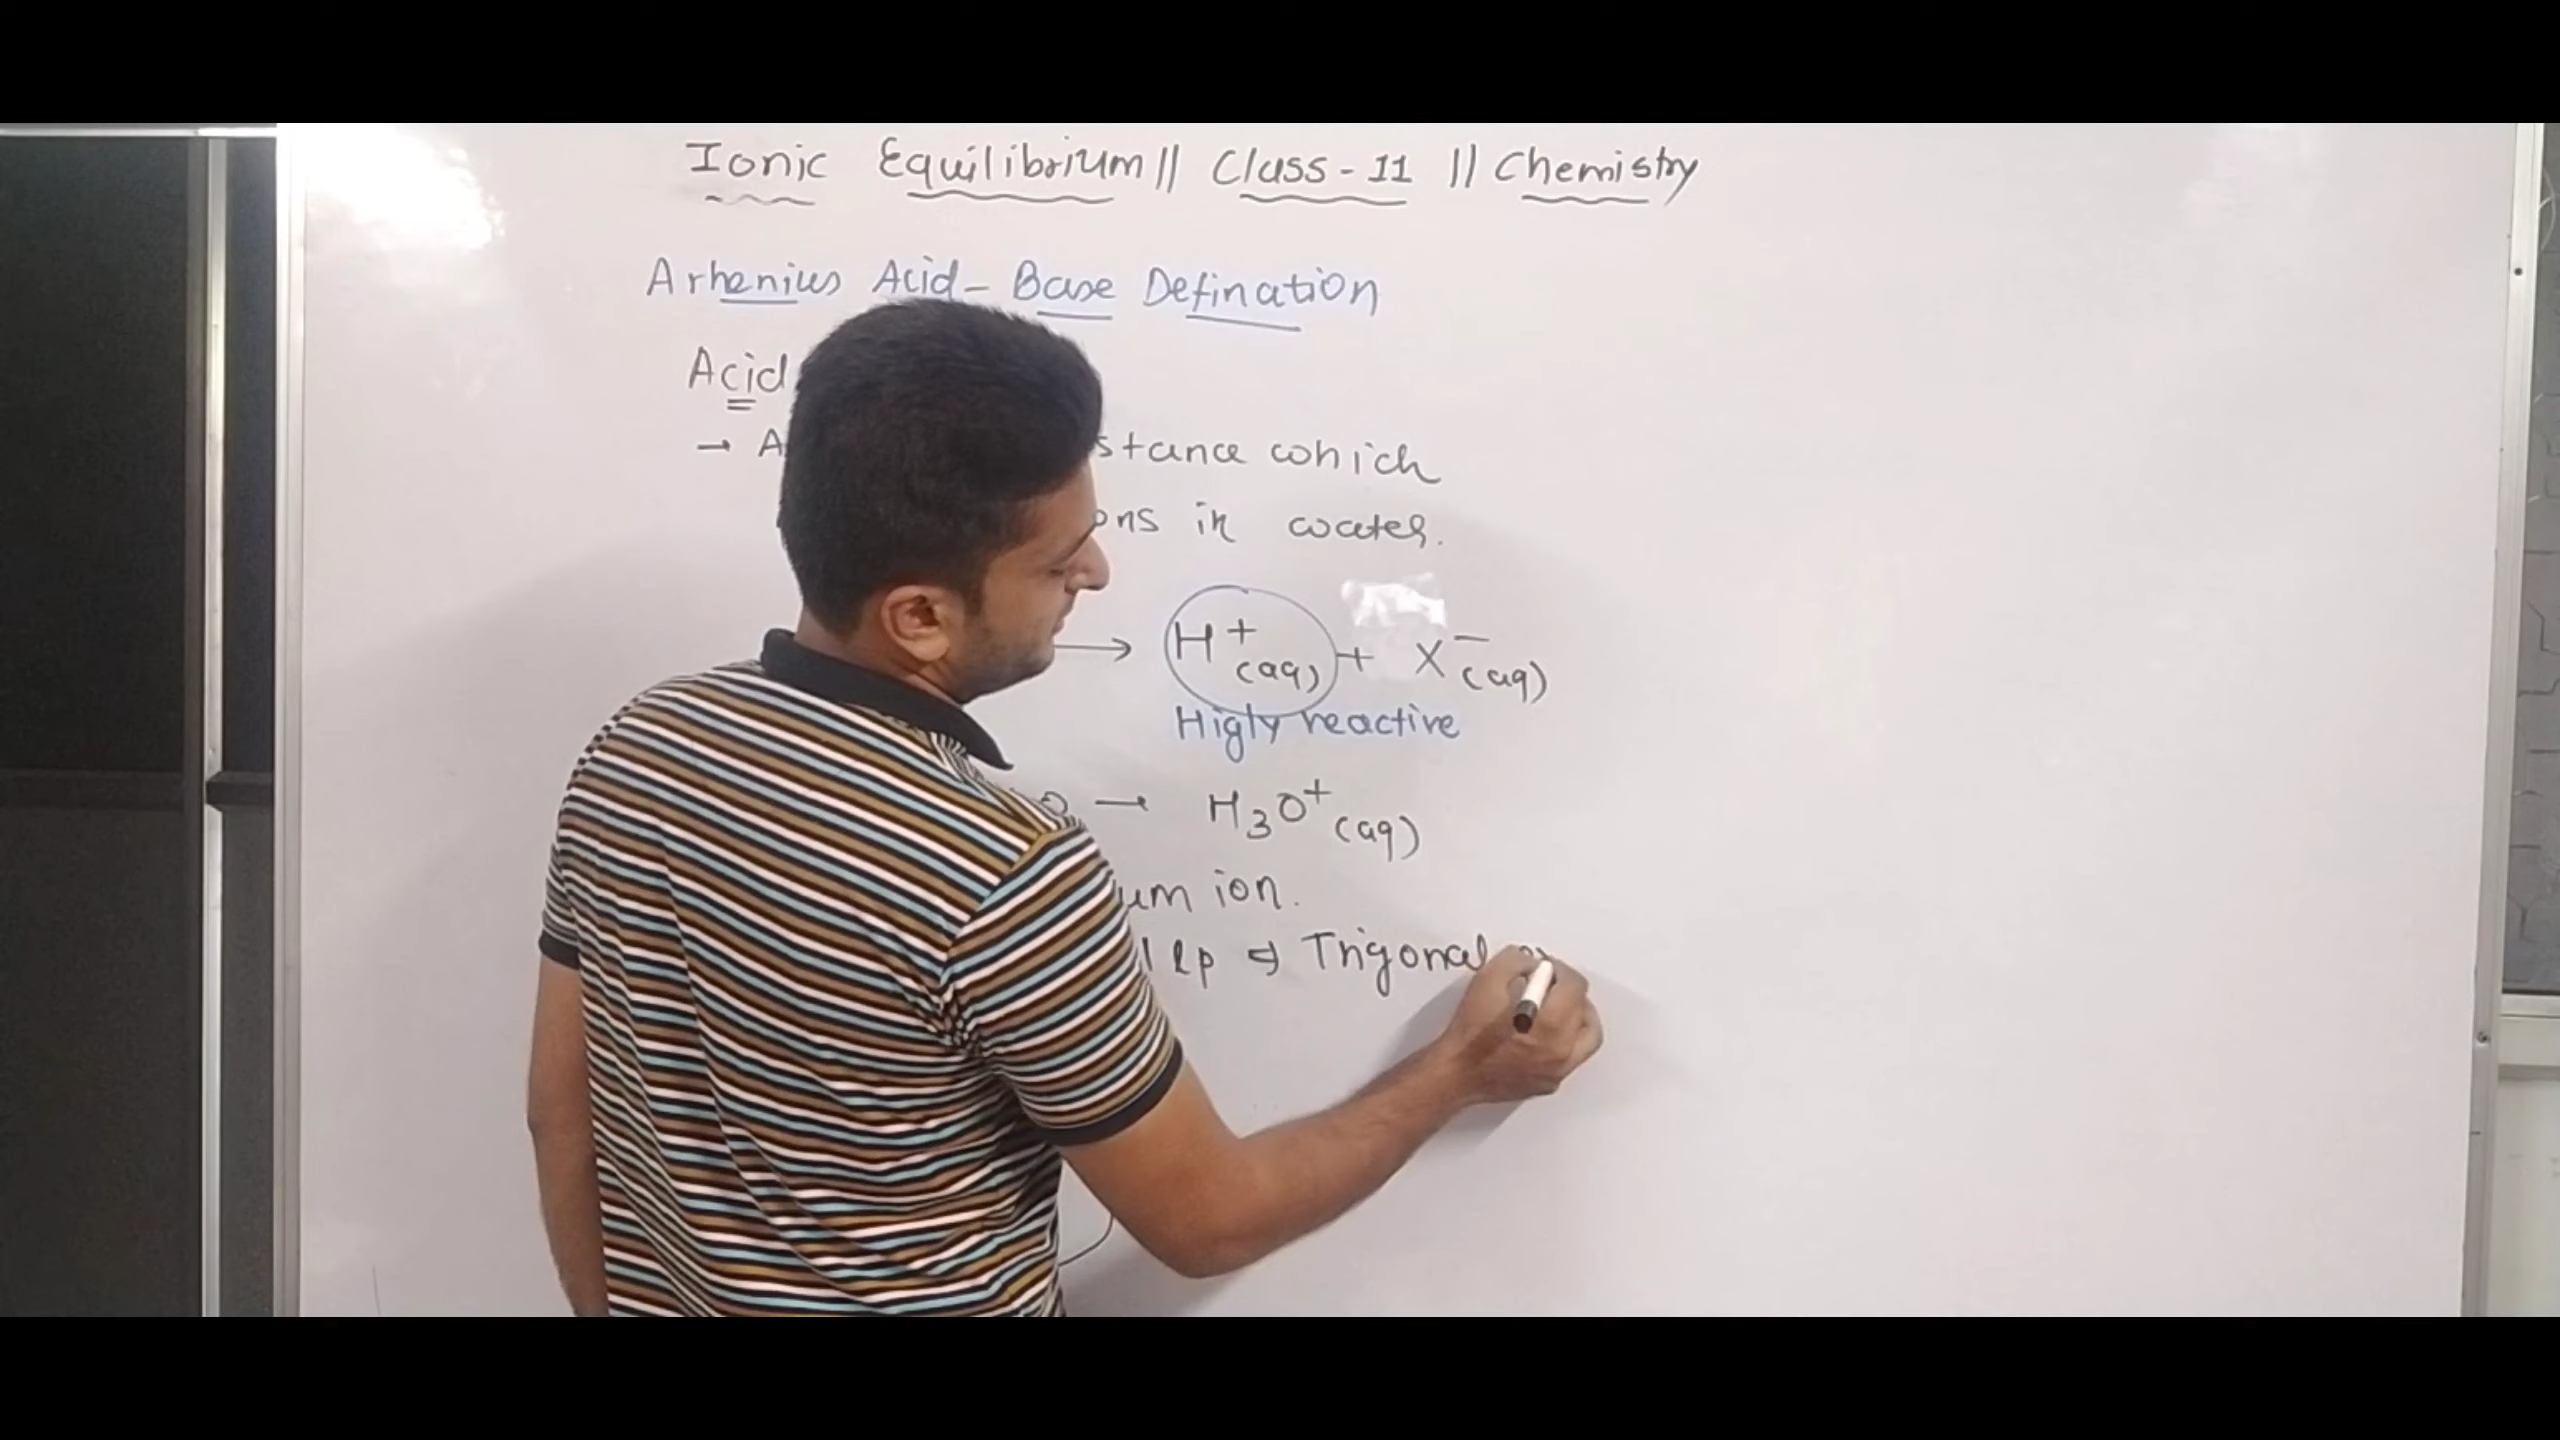 Ionic Equilibrium || Class-11 || Chemistry
Arhenius Acid-Base Defination
Acid
→ A stance which
ons in water.
→ H+(aq) + X-(aq)
Higly reactive
O → H3O+(aq)
um ion.
1 lp & Trigonal